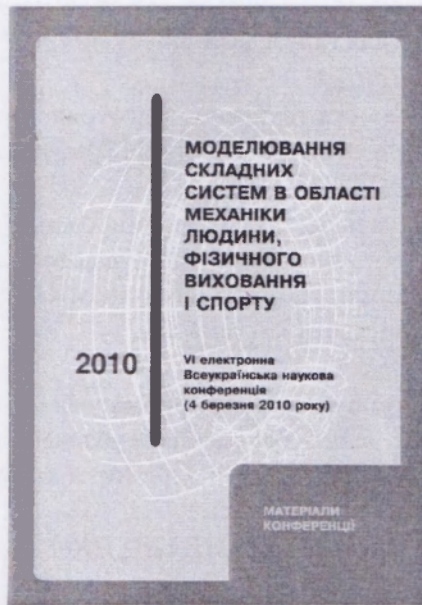 МОДЕЛЮВАННЯ
СКЛАДНИХ
СИСТЕМ В ОБЛАСТІ
МЕХАНІКИ
ЛЮДИНИ,
ФІЗИЧНОГО
ВИХОВАННЯ
І СПОРТУ
2010
VI електронна
Всеукраїнська наукова
конференція
(4 березня 2010 року)
МАТЕРІАЛИ
КОНФЕРЕНЦІЇ